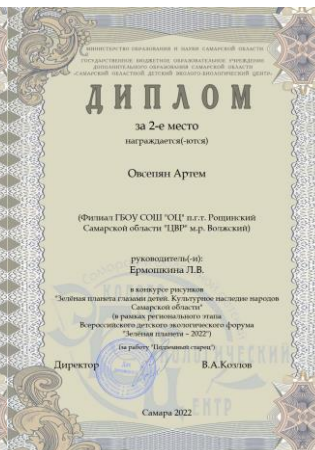 МИНИСТЕРСТВО ОБРАЗОВАНИЯ И НАУКИ САМАРСКОЙ ОБЛАСТИ
ГОСУДАРСТВЕННОЕ БЮДЖЕТНОЕ ОБРАЗОВАТЕЛЬНОЕ УЧРЕЖДЕНИЕ
ДОПОЛНИТЕЛЬНОГО ОБРАЗОВАНИЯ САМАРСКОЙ ОБЛАСТИ
«САМАРСКИЙ ОБЛАСТНОЙ ДЕТСКИЙ ЭКОЛОГО-БИОЛОГИЧЕСКИЙ ЦЕНТР»
ДИПЛОМ
за 2-е место
награждается(-ются)
Овсепян Артем
(Филиал ГБОУ СОШ "ОЦ" п.г.т. Рощинский
Самарской области "ЦВР" м.р. Волжский)
руководитель(-и):
Ермошкина Л.В.
в конкурсе рисунков
"Зелёная планета глазами детей. Культурное наследие народов
Самарской области"
(в рамках регионального этапа
Всероссийского детского экологического форума
"Зелёная планета – 2022")
(за работу "Подземный старец")
Директор В.А.Козлов
Самара 2022